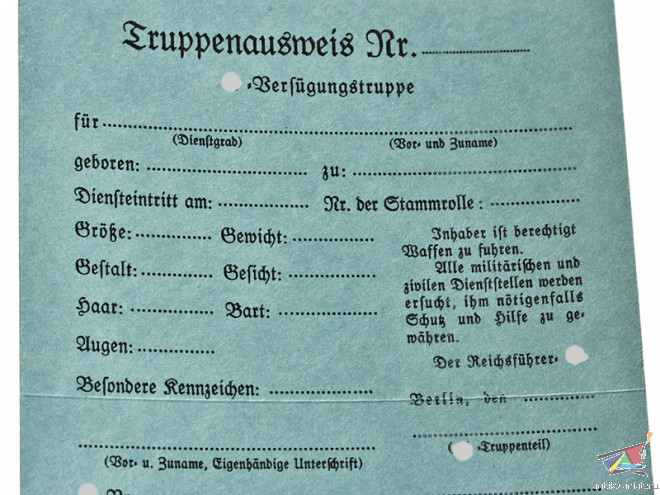 Truppenausweis Nr.
-Verfügungstruppe
für
(Dienstgrad) (Vor- und Zuname)
geboren: zu:
Diensteintritt am: Nr. der Stammrolle:
Größe: Gewicht:
Gestalt: Gesicht:
Haar: Bart:
Augen:
Besondere Kennzeichen:
(Vor- u. Zuname, Eigenhändige Unterschrift)
Inhaber ist berechtigt
Waffen zu fuhren.
Alle militärischen und
zivilen Dienststellen werden
ersucht, ihm nötigenfalls
Schutz und Hilfe zu ge-
währen.
Der Reichsführer-
Berlin, den
( -Truppenteil)